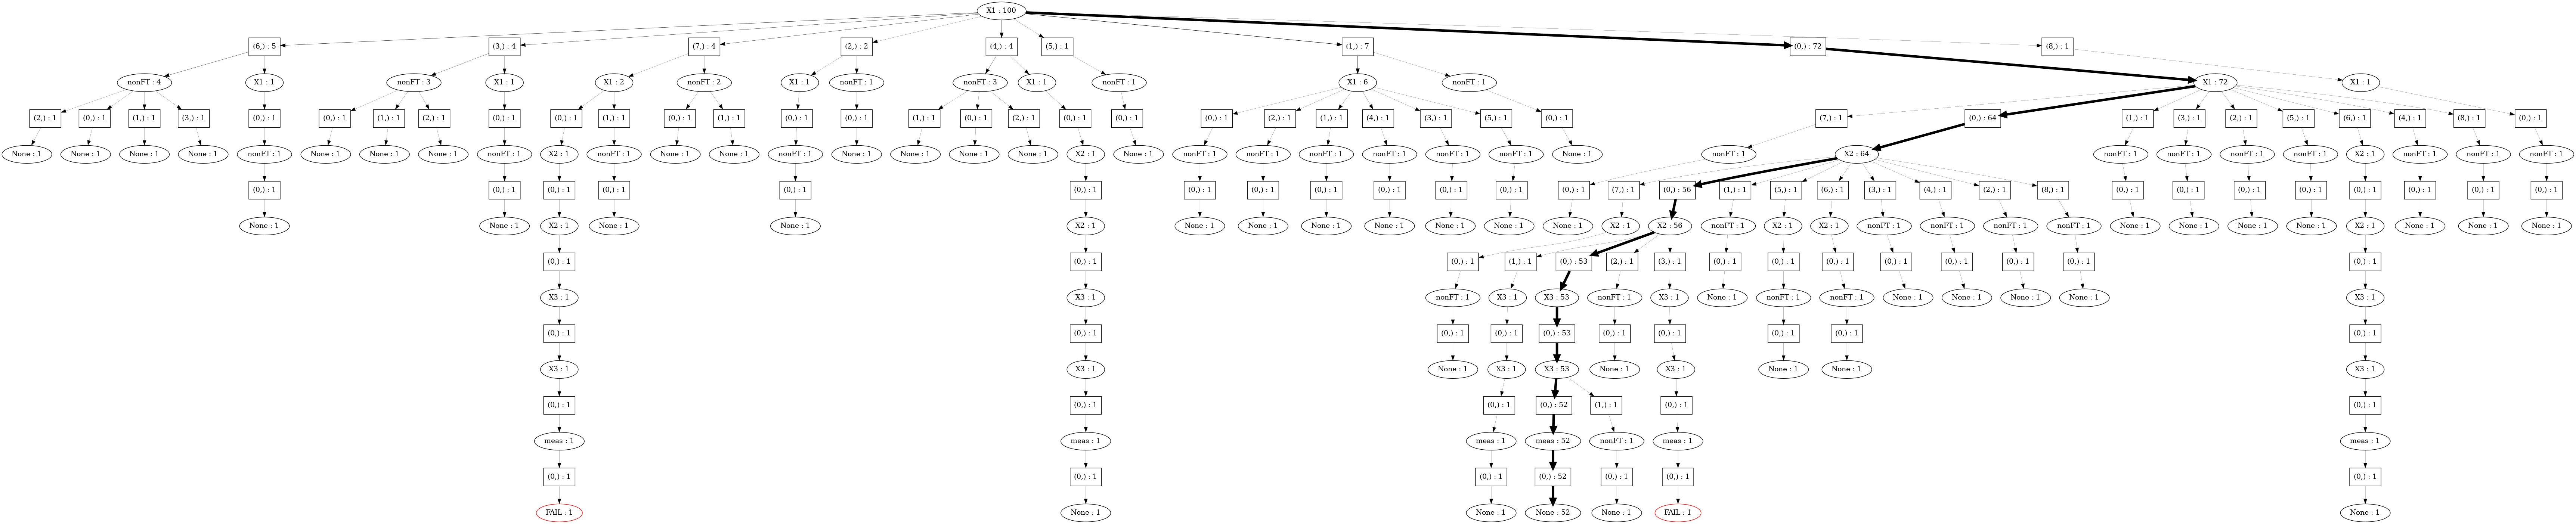 X1 : 100
(6,) : 5 (3,) : 4 (7,) : 4 (2,) : 2 (4,) : 4 (5,) : 1 (1,) : 7 (0,) : 72 (8,) : 1
nonFT : 4 X1 : 1 nonFT : 3 X1 : 1 X1 : 2 nonFT : 2 X1 : 1 nonFT : 1 nonFT : 3 X1 : 1 nonFT : 1 X1 : 6 nonFT : 1 X1 : 72 X1 : 1
(2,) : 1 (0,) : 1 (1,) : 1 (3,) : 1 (0,) : 1 (0,) : 1 (1,) : 1 (2,) : 1 (0,) : 1 (0,) : 1 (1,) : 1 (0,) : 1 (1,) : 1 (0,) : 1 (0,) : 1 (1,) : 1 (0,) : 1 (2,) : 1 (0,) : 1 (0,) : 1 (0,) : 1 (2,) : 1 (1,) : 1 (4,) : 1 (3,) : 1 (5,) : 1 (0,) : 1 (7,) : 1 (0,) : 64 (1,) : 1 (3,) : 1 (2,) : 1 (5,) : 1 (6,) : 1 (4,) : 1 (8,) : 1 (0,) : 1
None : 1 None : 1 None : 1 None : 1 nonFT : 1 None : 1 None : 1 None : 1 nonFT : 1 X2 : 1 nonFT : 1 None : 1 None : 1 nonFT : 1 None : 1 None : 1 None : 1 None : 1 X2 : 1 None : 1 nonFT : 1 nonFT : 1 nonFT : 1 nonFT : 1 nonFT : 1 nonFT : 1 None : 1 nonFT : 1 X2 : 64 nonFT : 1 nonFT : 1 nonFT : 1 nonFT : 1 X2 : 1 nonFT : 1 nonFT : 1 nonFT : 1
(0,) : 1 (0,) : 1 (0,) : 1 (0,) : 1 (0,) : 1 (0,) : 1 (0,) : 1 (0,) : 1 (0,) : 1 (0,) : 1 (0,) : 1 (0,) : 1 (0,) : 1 (7,) : 1 (0,) : 56 (1,) : 1 (5,) : 1 (6,) : 1 (3,) : 1 (4,) : 1 (2,) : 1 (8,) : 1 (0,) : 1 (0,) : 1 (0,) : 1 (0,) : 1 (0,) : 1 (0,) : 1 (0,) : 1 (0,) : 1
None : 1 None : 1 X2 : 1 None : 1 None : 1 X2 : 1 None : 1 None : 1 None : 1 None : 1 None : 1 None : 1 None : 1 X2 : 1 X2 : 56 nonFT : 1 X2 : 1 X2 : 1 nonFT : 1 nonFT : 1 nonFT : 1 nonFT : 1 None : 1 None : 1 None : 1 None : 1 X2 : 1 None : 1 None : 1 None : 1
(0,) : 1 (0,) : 1 (0,) : 1 (1,) : 1 (0,) : 53 (2,) : 1 (3,) : 1 (0,) : 1 (0,) : 1 (0,) : 1 (0,) : 1 (0,) : 1 (0,) : 1 (0,) : 1 (0,) : 1
X3 : 1 X3 : 1 nonFT : 1 X3 : 1 X3 : 53 nonFT : 1 X3 : 1 None : 1 nonFT : 1 nonFT : 1 None : 1 None : 1 None : 1 None : 1 X3 : 1
(0,) : 1 (0,) : 1 (0,) : 1 (0,) : 1 (0,) : 53 (0,) : 1 (0,) : 1 (0,) : 1 (0,) : 1 (0,) : 1
X3 : 1 X3 : 1 None : 1 X3 : 1 X3 : 53 None : 1 X3 : 1 None : 1 None : 1 X3 : 1
(0,) : 1 (0,) : 1 (0,) : 1 (0,) : 52 (1,) : 1 (0,) : 1 (0,) : 1
meas : 1 meas : 1 meas : 1 meas : 52 nonFT : 1 meas : 1 meas : 1
(0,) : 1 (0,) : 1 (0,) : 1 (0,) : 52 (0,) : 1 (0,) : 1 (0,) : 1
FAIL : 1 None : 1 None : 1 None : 52 None : 1 FAIL : 1 None : 1